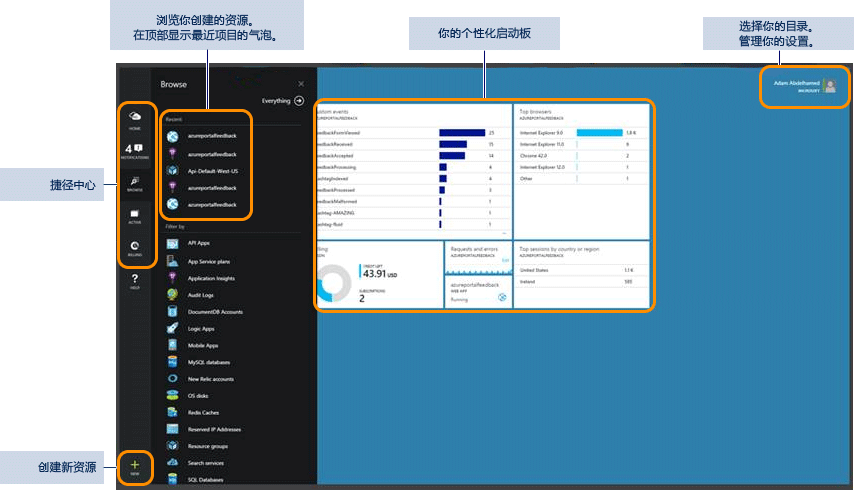 浏览你创建的资源。
在顶部显示最近项目的气泡。
你的个性化启动板
选择你的目录。
管理你的设置。
捷径中心
创建新资源
HOME
4
NOTIFICATIONS
BROWSE
ACTIVE
BILLING
HELP
NEW
Browse
Everything
Recent
azureportalfeedback
azureportalfeedback
Api-Default-West-US
azureportalfeedback
azureportalfeedback
Filter by
API Apps
App Service plans
Application Insights
Audit Logs
DocumentDB Accounts
Logic Apps
Mobile Apps
MySQL databases
New Relic accounts
OS disks
Redis Caches
Reserved IP Addresses
Resource groups
Search services
SQL Databases
ustom events
AZUREPORTALFEEDBACK
eedbackFormViewed 23
eedbackReceived 15
eedbackAccepted 14
eedbackProcessing 4
ashtagIndexed 4
eedbackProcessed 3
eedbackMalformed 1
ashtag-AMAZING 1
ashtag-fluid 1
Top browsers
AZUREPORTALFEEDBACK
Internet Explorer 9.0 1.8 K
Internet Explorer 11.0 6
Chrome 42.0 2
Internet Explorer 12.0 1
Other 1
lling
CREDIT LEFT
43.91 USD
SUBSCRIPTIONS
2
Requests and errors
AZUREPORTALFEEDBACK
azureportalfeedback
WEB APP
Running
Top sessions by country or region
AZUREPORTALFEEDBACK
United States 1.1 K
Ireland
Adam Abdelhamed
MICROSOFT